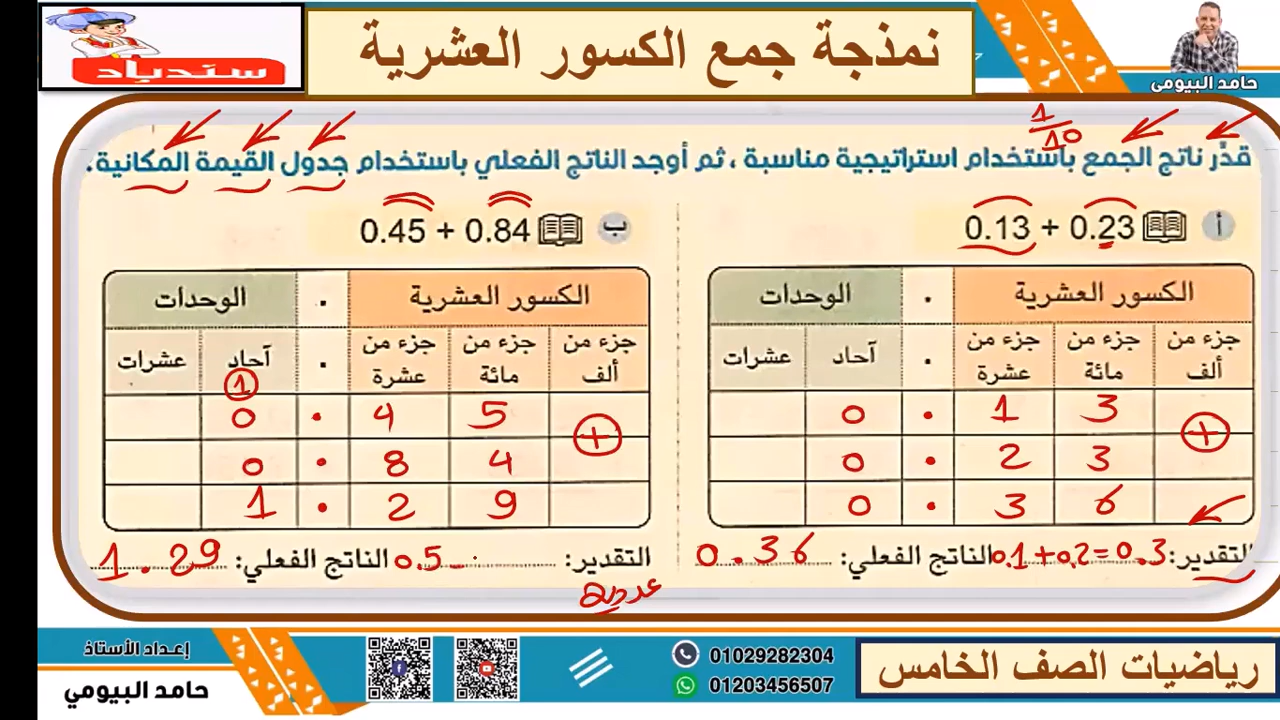 نمذجة جمع الكسور العشرية
سندباد
حامد البيومى
1/10
قدِّر ناتج الجمع باستخدام استراتيجية مناسبة ، ثم أوجد الناتج الفعلي باستخدام جدول القيمة المكانية .
أ 0.13 + 0.23
الكسور العشرية . الوحدات
جزء من ألف جزء من مائة جزء من عشرة . آحاد عشرات
0 . 1 3
+
0 . 2 3
0 . 3 6
التقدير: 0.1 + 0.2 = 0.3 الناتج الفعلي: 0.36
ب 0.45 + 0.84
الكسور العشرية . الوحدات
جزء من ألف جزء من مائة جزء من عشرة . آحاد عشرات
1
0 . 4 5
+
0 . 8 4
1 . 2 9
التقدير: 0.5 الناتج الفعلي: 1.29
إعداد الأستاذ
حامد البيومي
01029282304
01203456507
رياضيات الصف الخامس